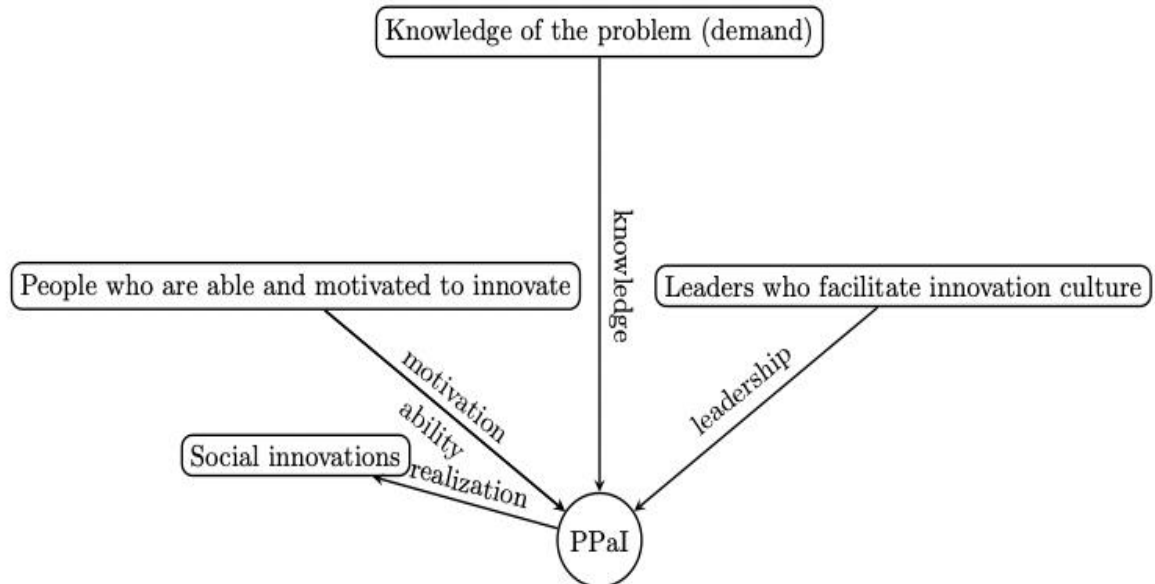 Knowledge of the problem (demand)
knowledge
People who are able and motivated to innovate
Leaders who facilitate innovation culture
motivation
ability
leadership
Social innovations
realization
PPaI